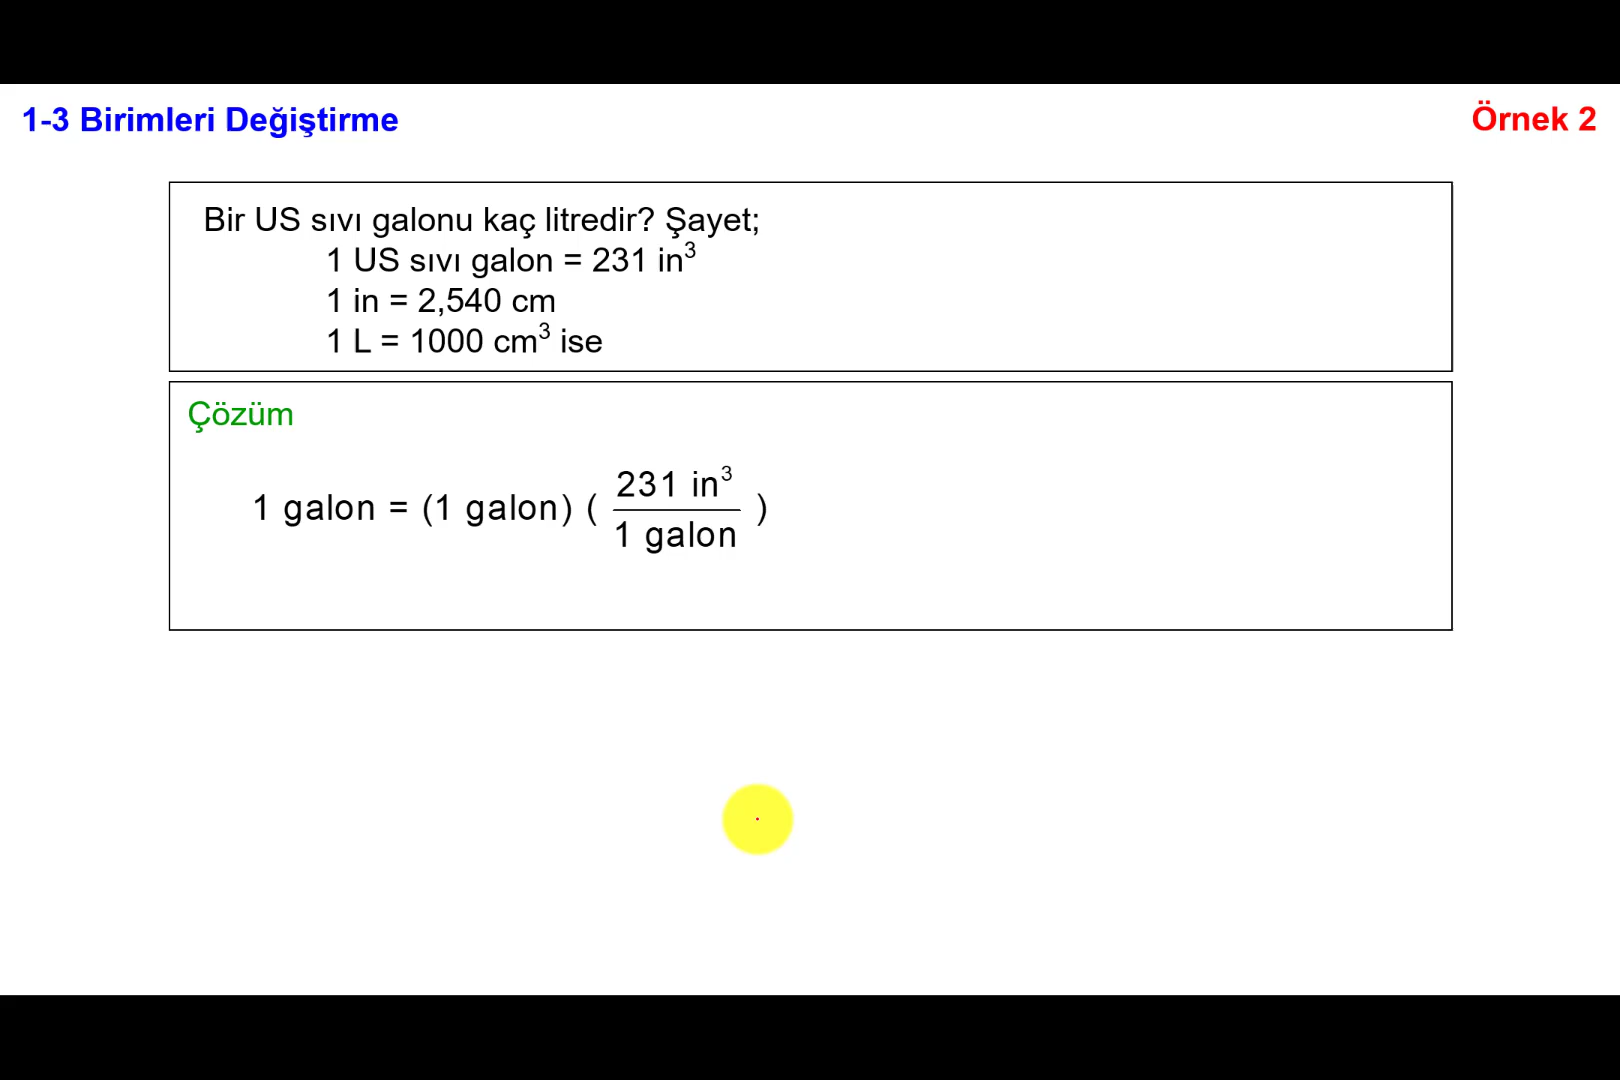 1-3 Birimleri Değiştirme
Örnek 2
Bir US sıvı galonu kaç litredir? Şayet;
1 US sıvı galon = 231 in³
1 in = 2,540 cm
1 L = 1000 cm³ ise
Çözüm
1 galon = (1 galon) ( 231 in³ / 1 galon )